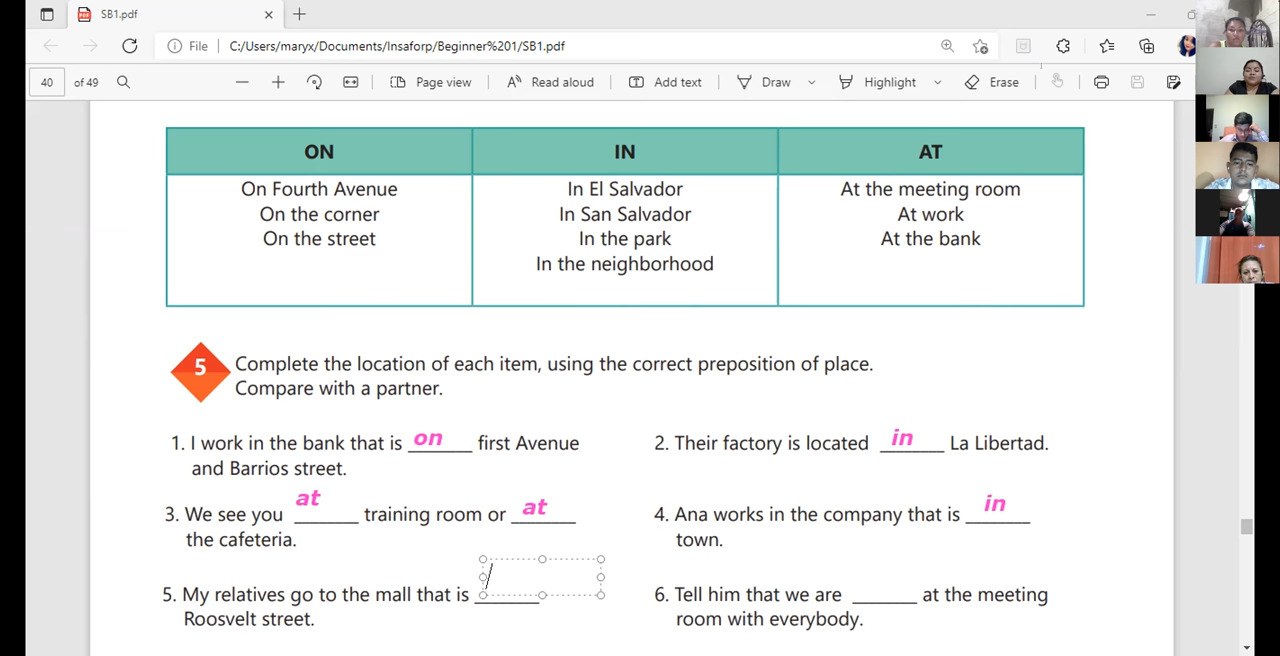 SB1.pdf
File C:/Users/maryx/Documents/Insaforp/Beginner%201/SB1.pdf
40 of 49 Page view Read aloud Add text Draw Highlight Erase
ON IN AT
On Fourth Avenue In El Salvador At the meeting room
On the corner In San Salvador At work
On the street In the park At the bank
In the neighborhood
5 Complete the location of each item, using the correct preposition of place.
Compare with a partner.
1. I work in the bank that is on first Avenue
and Barrios street.
2. Their factory is located in La Libertad.
3. We see you at training room or at
the cafeteria.
4. Ana works in the company that is in
town.
5. My relatives go to the mall that is ______
Roosvelt street.
6. Tell him that we are ______ at the meeting
room with everybody.